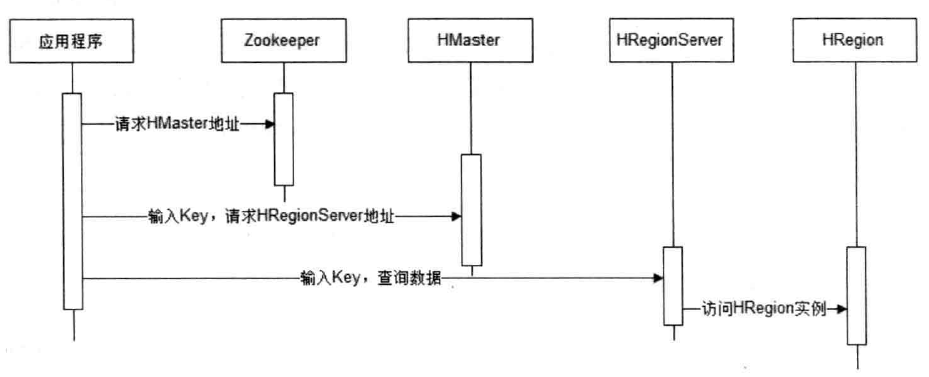 应用程序
Zookeeper
HMaster
HRegionServer
HRegion
请求HMaster地址
输入Key，请求HRegionServer地址
输入Key，查询数据
访问HRegion实例